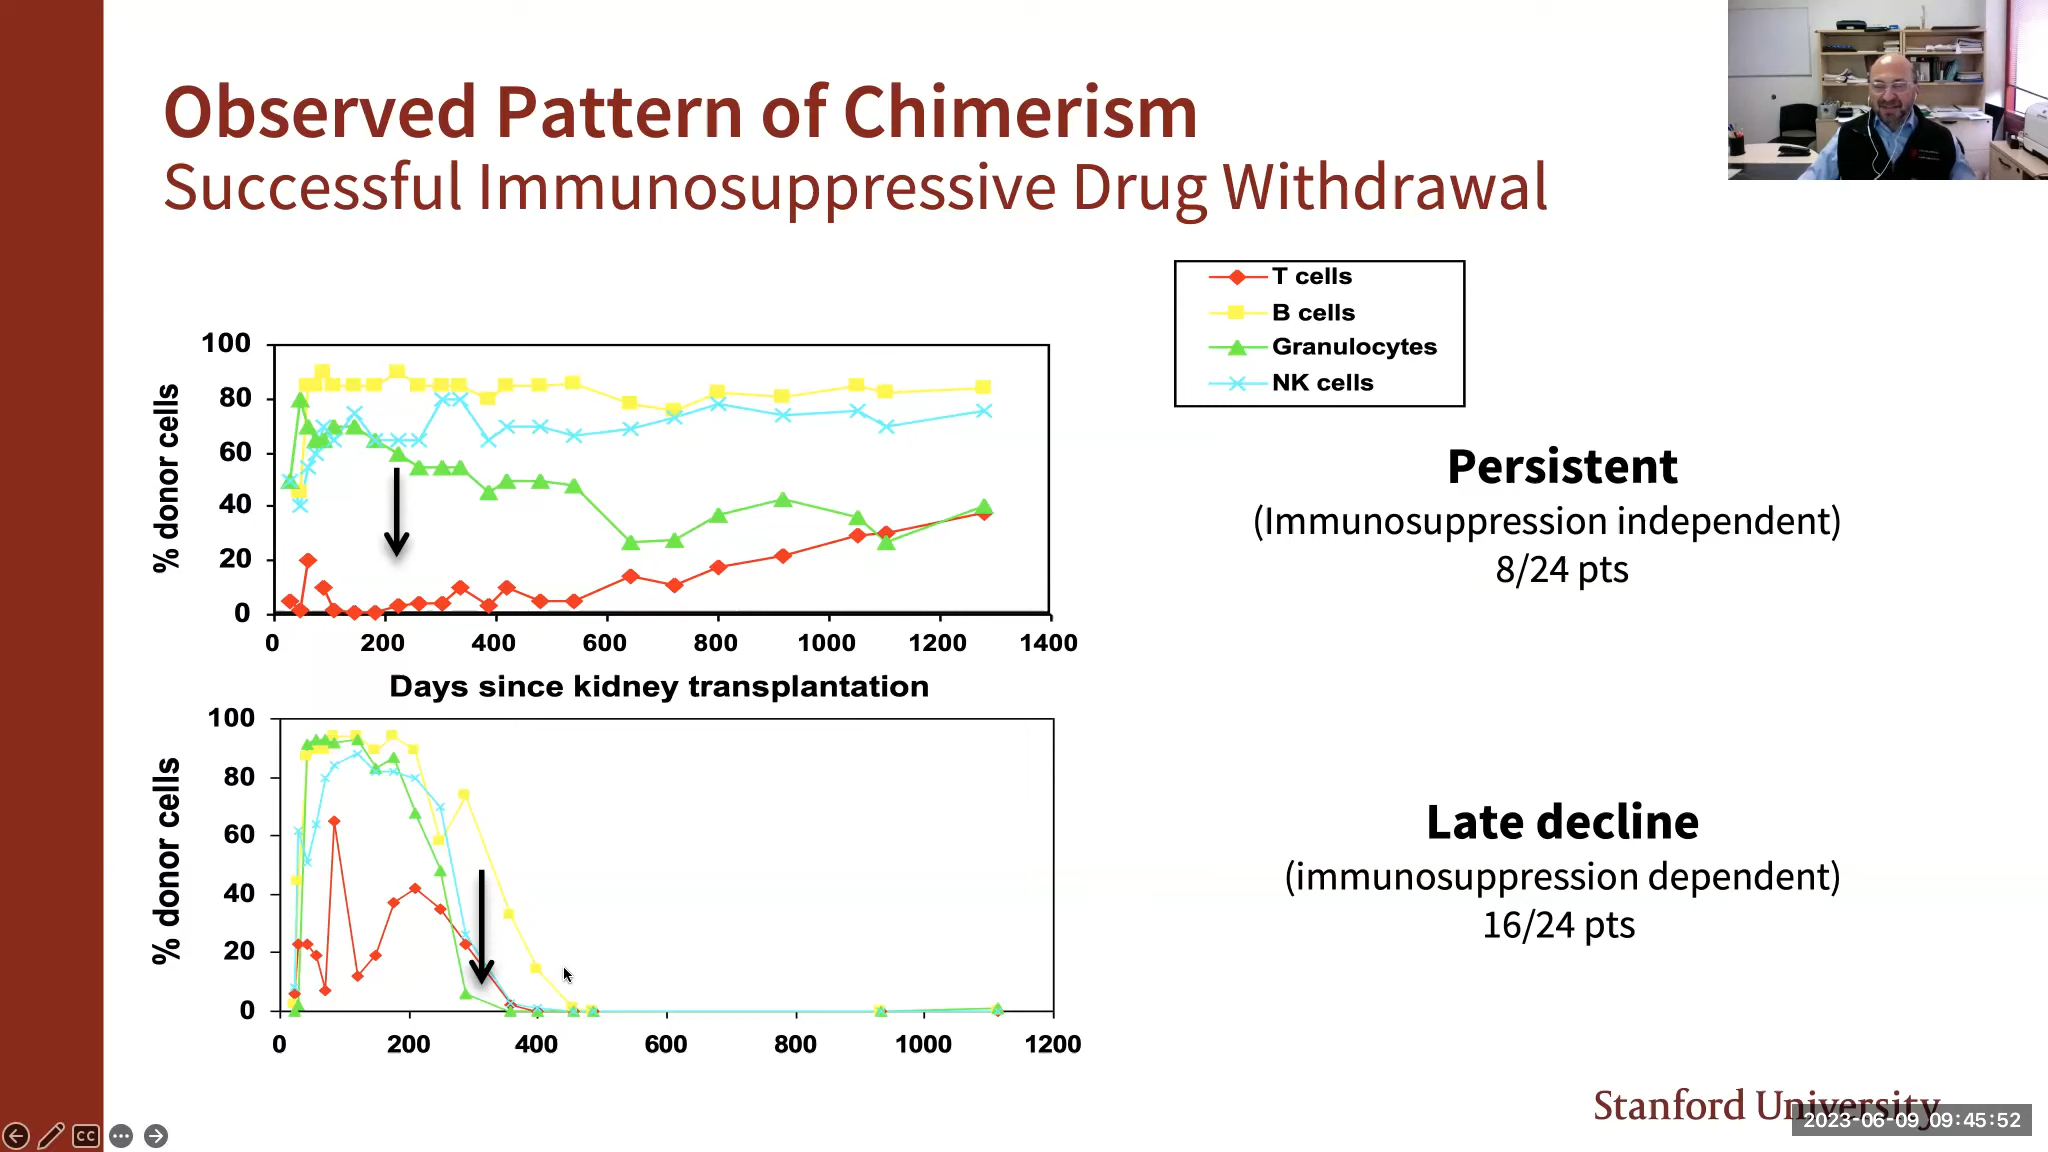 Observed Pattern of Chimerism
Successful Immunosuppressive Drug Withdrawal
T cells
B cells
Granulocytes
NK cells
% donor cells
100
80
60
40
20
0
0 200 400 600 800 1000 1200 1400
Days since kidney transplantation
Persistent
(Immunosuppression independent)
8/24 pts
% donor cells
100
80
60
40
20
0
0 200 400 600 800 1000 1200
Late decline
(immunosuppression dependent)
16/24 pts
Stanford University
2023-06-09 09:45:52
CC